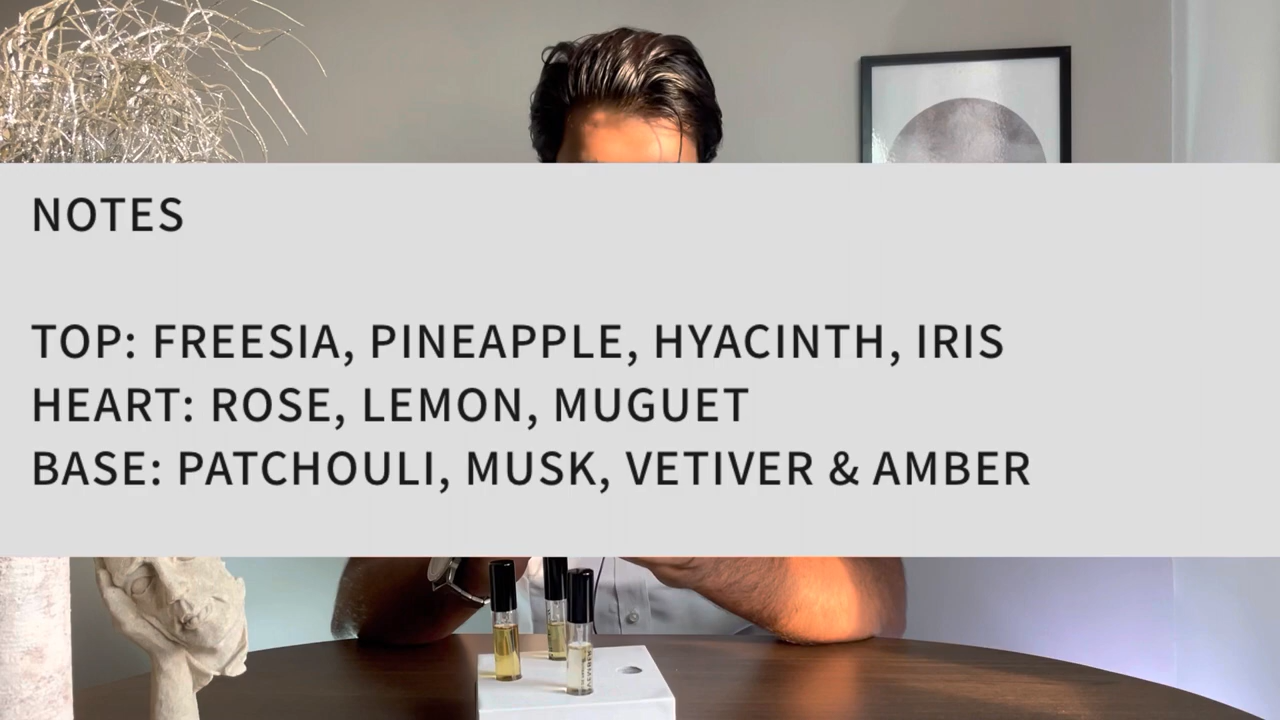 NOTES
TOP: FREESIA, PINEAPPLE, HYACINTH, IRIS
HEART: ROSE, LEMON, MUGUET
BASE: PATCHOULI, MUSK, VETIVER & AMBER